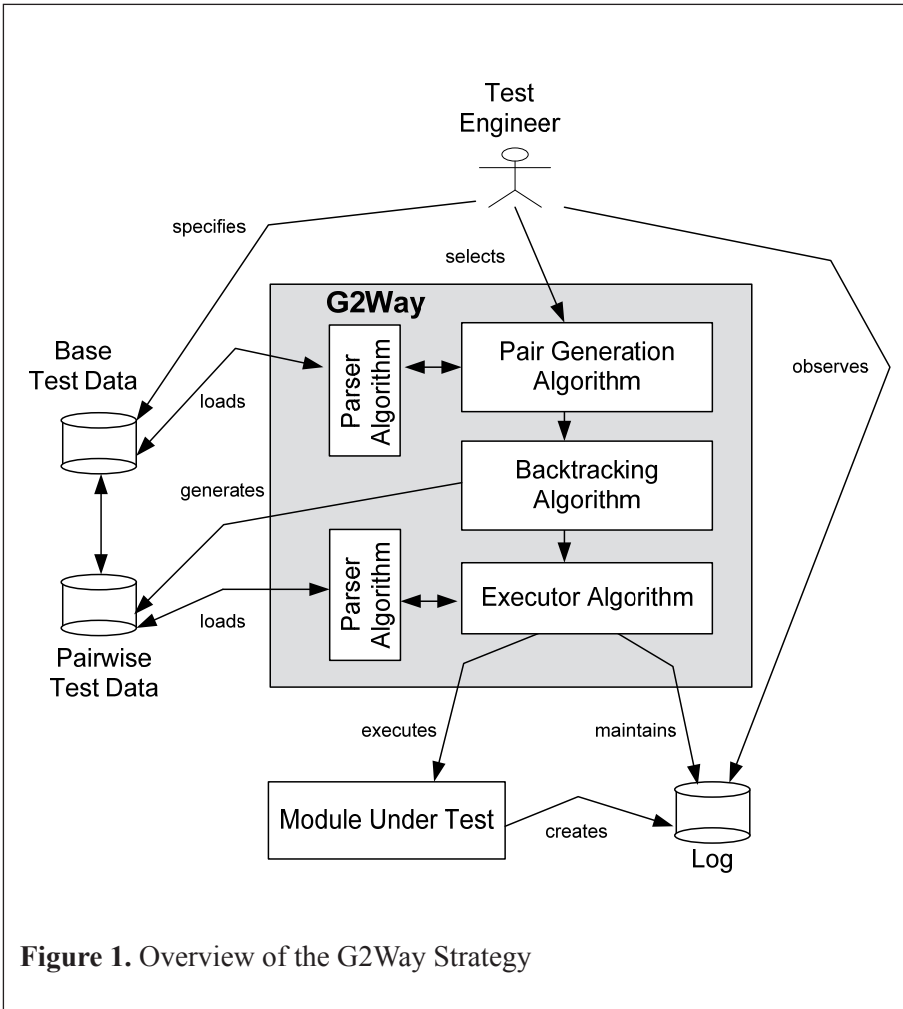 Test
Engineer
specifies
selects
G2Way
Parser
Algorithm
Pair Generation
Algorithm
observes
Base
Test Data
loads
Backtracking
Algorithm
generates
Parser
Algorithm
Executor Algorithm
loads
Pairwise
Test Data
executes
maintains
Module Under Test
creates
Log
Figure 1. Overview of the G2Way Strategy